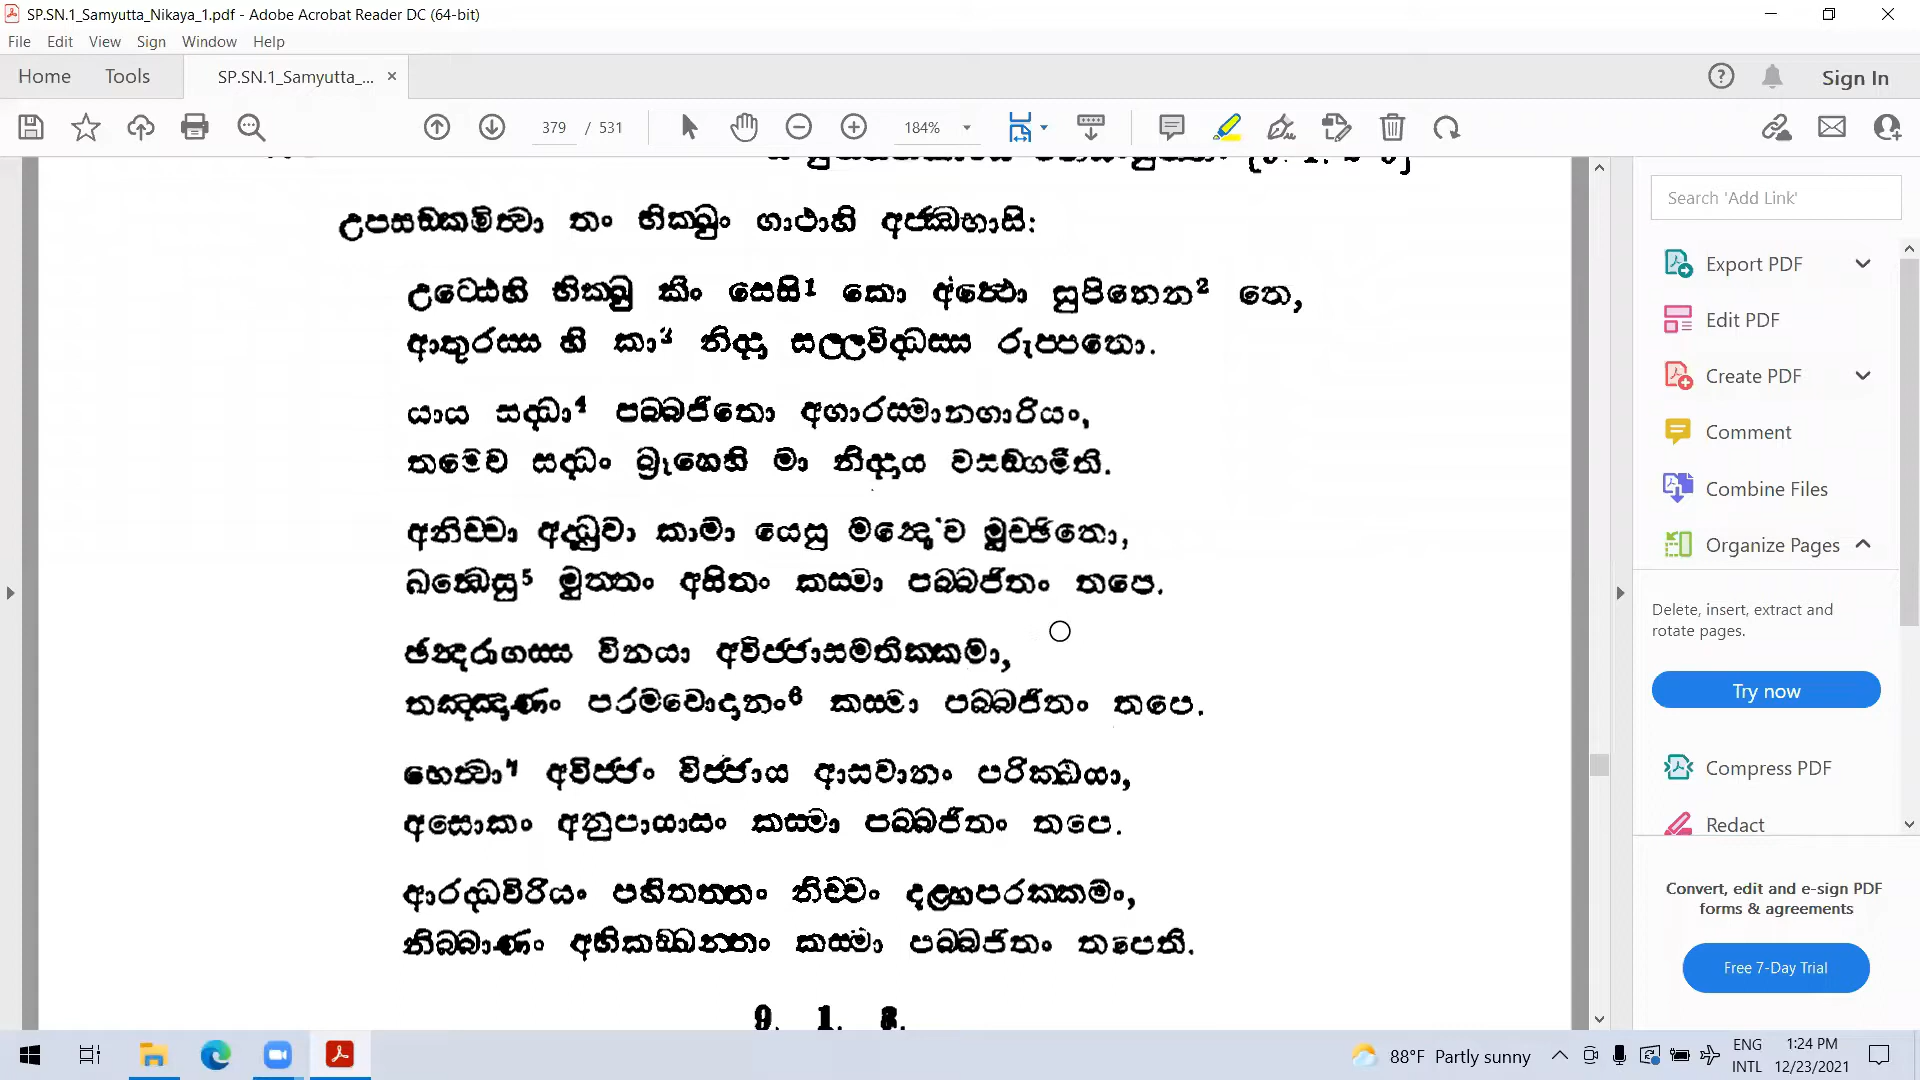 SP.SN.1_Samyutta_Nikaya_1.pdf - Adobe Acrobat Reader DC (64-bit)
File Edit View Sign Window Help
Home Tools SP.SN.1_Samyutta_... × Sign In
379 / 531 184%
උපසඞ්කමිත්වා තං භික්ඛුං ගාථාහි අජ්ඣභාසි:
උට්ඨෙහි භික්ඛු කිං සෙසි1 කො අත්ථො සුපිතෙන2 තෙ,
ආතුරස්ස හි කා3 නිද්දා සල්ලවිද්ධස්ස රුප්පතො.
යාය සද්ධා4 පබ්බජිතො අගාරස්මානගාරියං,
තමෙව සද්ධං බ්‍රූහෙහි මා නිද්දාය වසඞ්ගමීති.
අනිච්චා අද්ධුවා කාමා යෙසු මන්දො'ව මුච්ඡිතො,
ඛන්ධෙසු5 මුත්තං අසිතං කස්මා පබ්බජිතං තපෙ.
ඡන්දරාගස්ස විනයා අවිජ්ජාසමතික්කමා,
තඤ්ඤාණං පරමවොදානං6 කස්මා පබ්බජිතං තපෙ.
භෙත්වා7 අවිජ්ජං විජ්ජාය ආසවානං පරික්ඛයා,
අසොකං අනුපායාසං කස්මා පබ්බජිතං තපෙ.
ආරද්ධවිරියං පහිතත්තං නිච්චං දළ්හපරක්කමං,
නිබ්බාණං අභිකඞ්ඛන්තං කස්මා පබ්බජිතං තපෙති.
9. 1. 3.
Search 'Add Link'
Export PDF
Edit PDF
Create PDF
Comment
Combine Files
Organize Pages
Delete, insert, extract and
rotate pages.
Try now
Compress PDF
Redact
Convert, edit and e-sign PDF
forms & agreements
Free 7-Day Trial
88°F Partly sunny
ENG
INTL
1:24 PM
12/23/2021